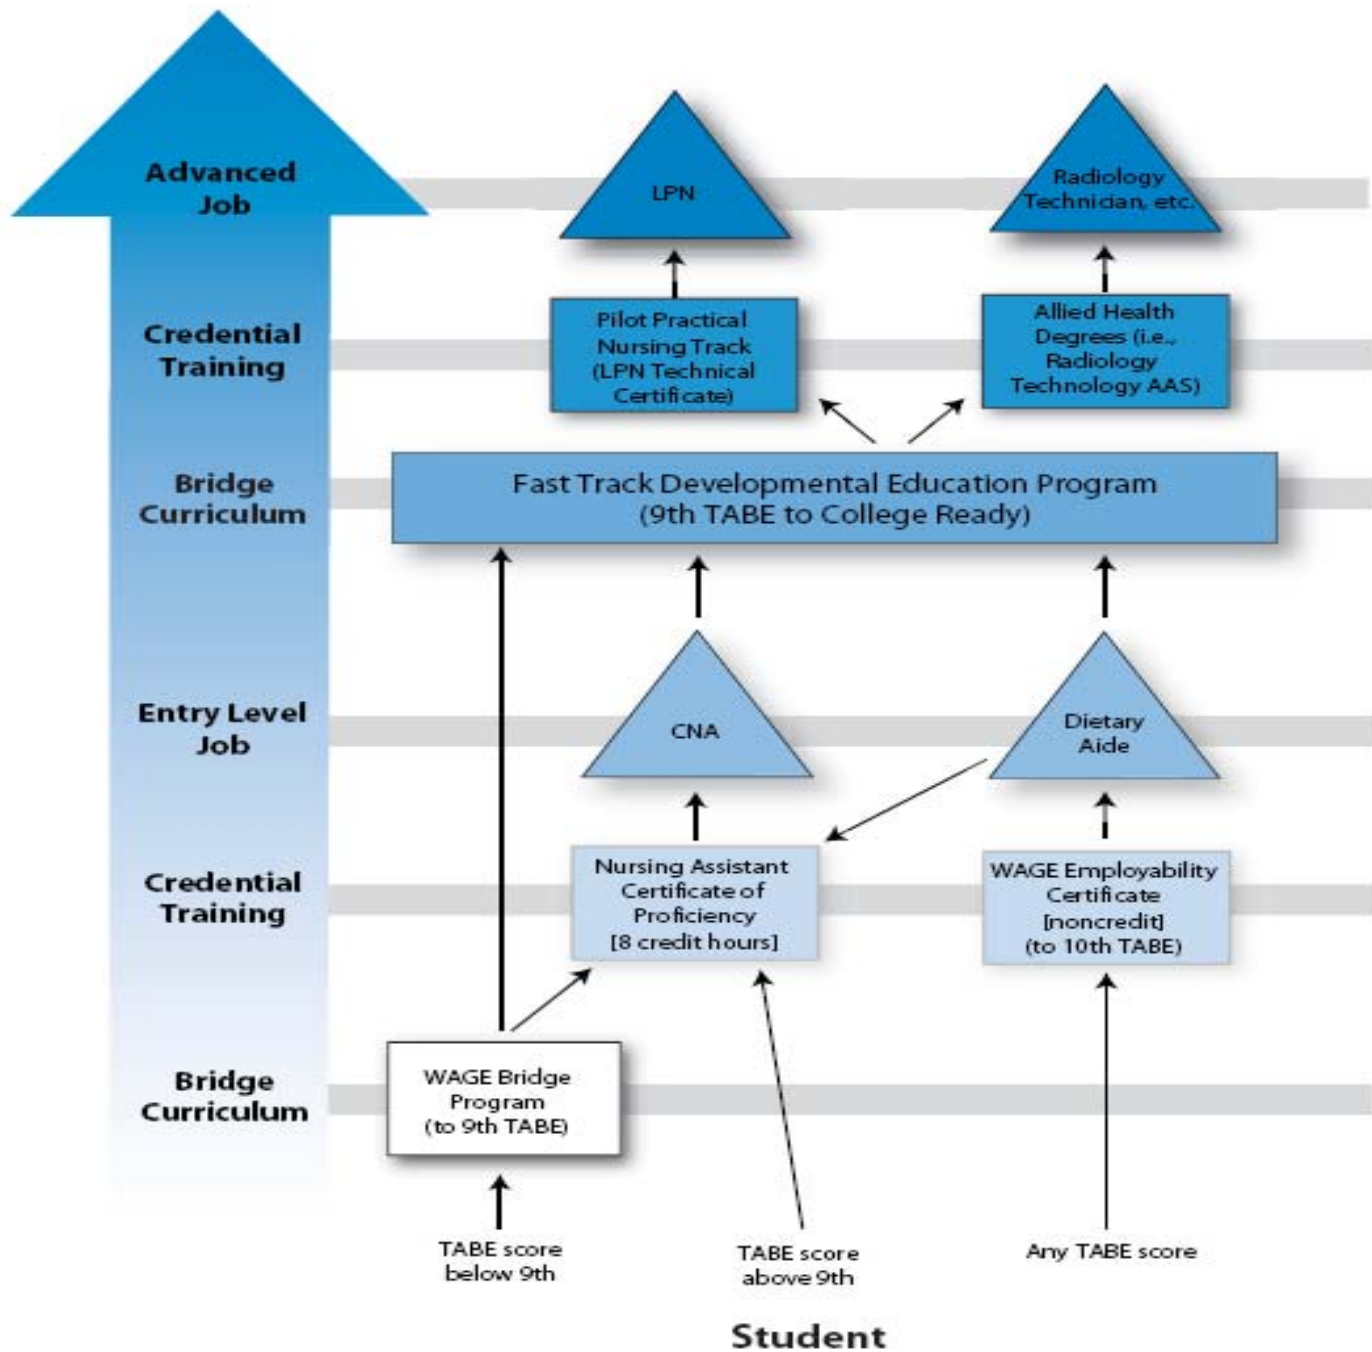 Advanced
Job
LPN
Radiology
Technician, etc.
Credential
Training
Pilot Practical
Nursing Track
(LPN Technical
Certificate)
Allied Health
Degrees (i.e.,
Radiology
Technology AAS)
Bridge
Curriculum
Fast Track Developmental Education Program
(9th TABE to College Ready)
Entry Level
Job
CNA
Dietary
Aide
Credential
Training
Nursing Assistant
Certificate of
Proficiency
[8 credit hours]
WAGE Employability
Certificate
[noncredit]
(to 10th TABE)
Bridge
Curriculum
WAGE Bridge
Program
(to 9th TABE)
TABE score
below 9th
TABE score
above 9th
Any TABE score
Student